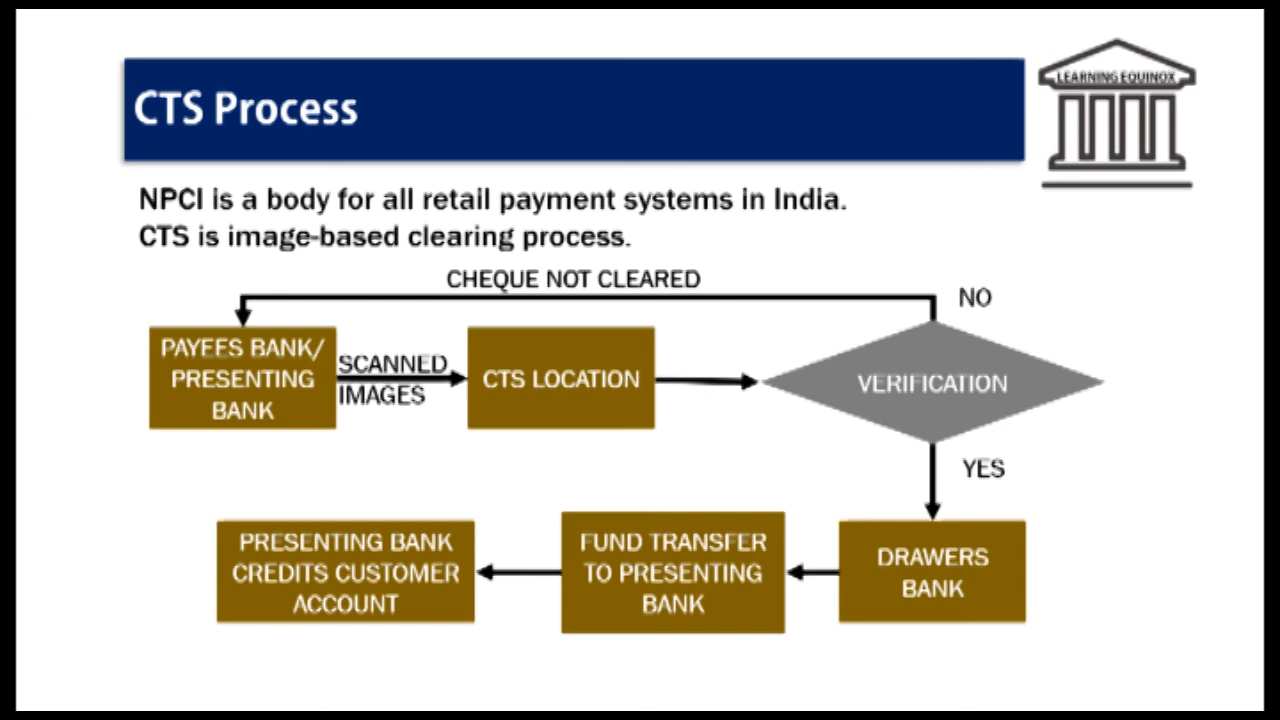 CTS Process
LEARNING EQUINOX
NPCI is a body for all retail payment systems in India.
CTS is image-based clearing process.
CHEQUE NOT CLEARED
NO
PAYEES BANK/
PRESENTING
BANK
SCANNED
IMAGES
CTS LOCATION
VERIFICATION
YES
PRESENTING BANK
CREDITS CUSTOMER
ACCOUNT
FUND TRANSFER
TO PRESENTING
BANK
DRAWERS
BANK